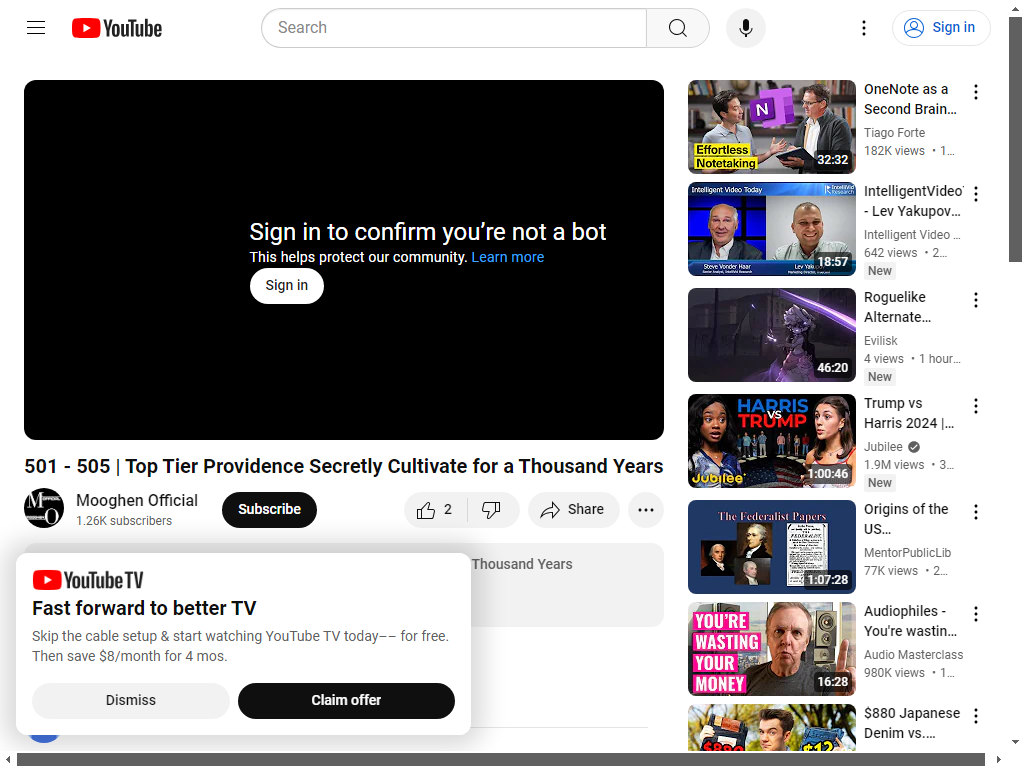 YouTube
Search
Sign in
Sign in to confirm you’re not a bot
This helps protect our community. Learn more
Sign in
501 - 505 | Top Tier Providence Secretly Cultivate for a Thousand Years
Mooghen Official
1.26K subscribers
Subscribe
2
Share
Thousand Years
YouTube TV
Fast forward to better TV
Skip the cable setup & start watching YouTube TV today–– for free.
Then save $8/month for 4 mos.
Dismiss
Claim offer
Effortless
Notetaking
N
32:32
OneNote as a
Second Brain...
Tiago Forte
182K views • 1...
Intelligent Video Today
IntelliVid
Research
Steve Vonder Haar
18:57
IntelligentVideo
- Lev Yakupov...
Intelligent Video ...
642 views • 2...
New
46:20
Roguelike
Alternate...
Evilisk
4 views • 1 hour...
New
HARRIS
VS
TRUMP
Jubilee
1:00:46
Trump vs
Harris 2024 |...
Jubilee
1.9M views • 3...
New
The Federalist Papers
1:07:28
Origins of the
US...
MentorPublicLib
77K views • 2...
YOU'RE
WASTING
YOUR
MONEY
16:28
Audiophiles -
You're wastin...
Audio Masterclass
980K views • 1...
$880
$12
$880 Japanese
Denim vs....